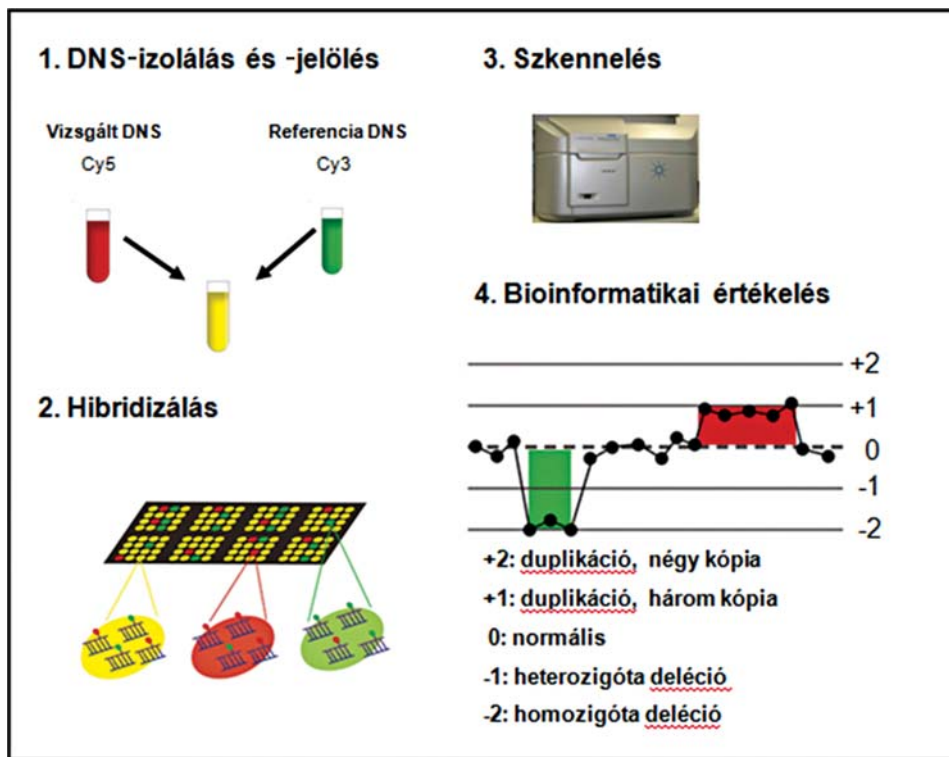 1. DNS-izolálás és -jelölés
Vizsgált DNS
Cy5
Referencia DNS
Cy3
2. Hibridizálás
3. Szkennelés
4. Bioinformatikai értékelés
+2
+1
0
-1
-2
+2: duplikáció, négy kópia
+1: duplikáció, három kópia
0: normális
-1: heterozigóta deléció
-2: homozigóta deléció